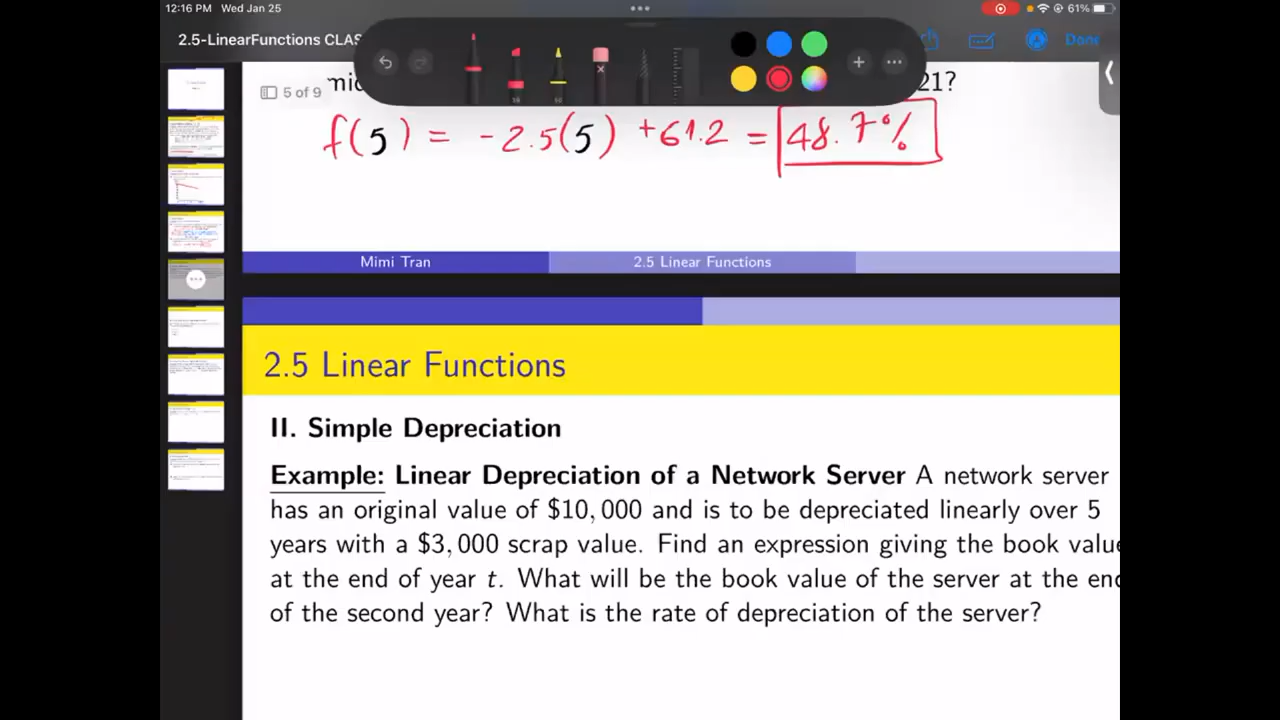 12:16 PM Wed Jan 25
61%
2.5-LinearFunctions CLAS
Done
5 of 9
21?
f(5) = -2.5(5) +61.2 = 48.7%
Mimi Tran 2.5 Linear Functions
2.5 Linear Functions
II. Simple Depreciation
Example: Linear Depreciation of a Network Server A network server
has an original value of $10,000 and is to be depreciated linearly over 5
years with a $3,000 scrap value. Find an expression giving the book value
at the end of year t. What will be the book value of the server at the end
of the second year? What is the rate of depreciation of the server?